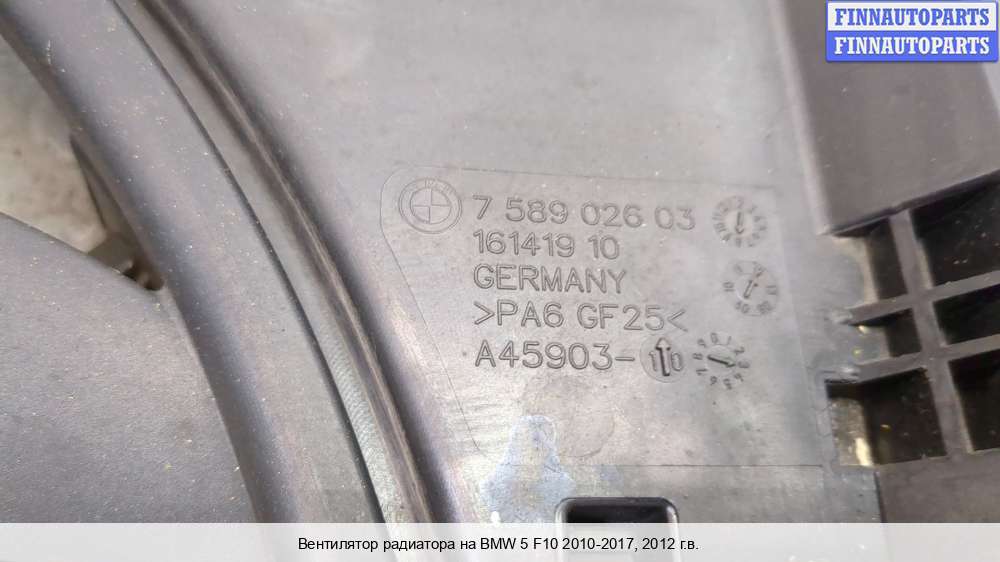 FINNAUTOPARTS
FINNAUTOPARTS
7 589 026 03
161419 10
GERMANY
>PA6 GF25<
A45903-
10
Вентилятор радиатора на BMW 5 F10 2010-2017, 2012 г.в.